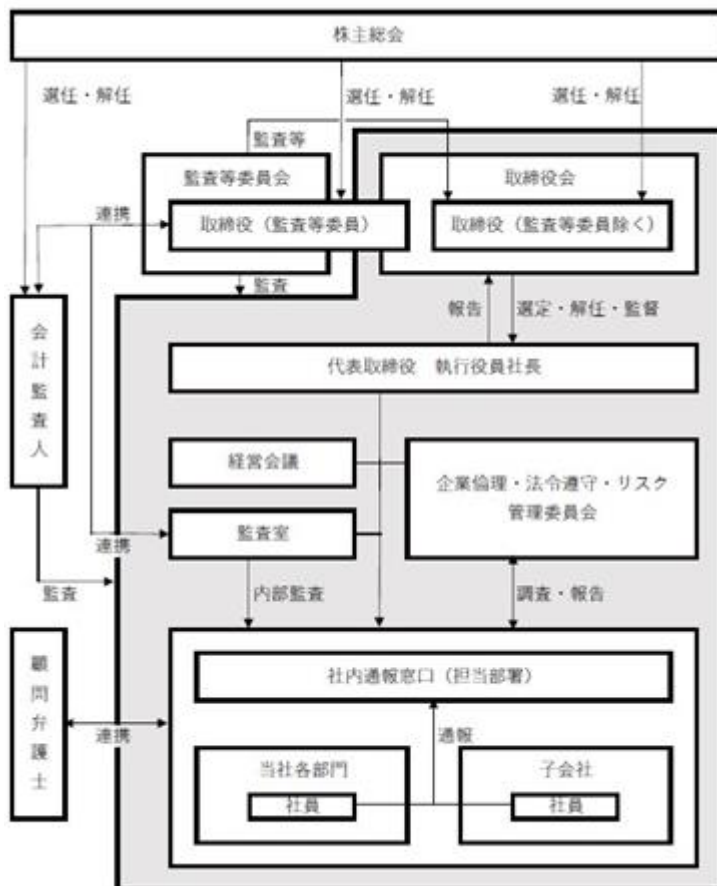 株主総会
選任・解任
選任・解任
選任・解任
監査等
監査等委員会
取締役会
連携
取締役（監査等委員）
取締役（監査等委員除く）
監査
報告
選定・解任・監督
会計監査人
代表取締役　執行役員社長
経営会議
企業倫理・法令遵守・リスク
管理委員会
監査室
連携
監査
内部監査
調査・報告
顧問弁護士
社内通報窓口（担当部署）
連携
通報
当社各部門
子会社
社員
社員